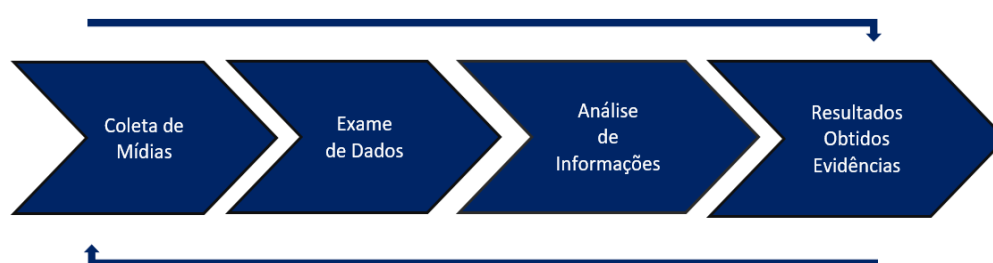 Coleta de
Mídias
Exame
de Dados
Análise
de
Informações
Resultados
Obtidos
Evidências